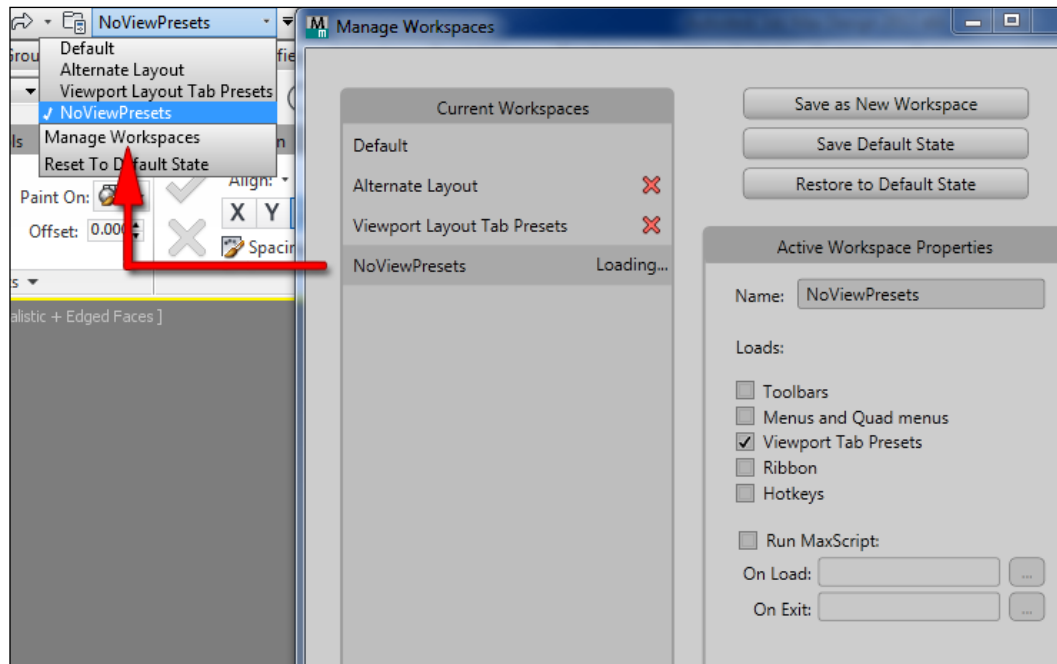 NoViewPresets
Default
Alternate Layout
Viewport Layout Tab Presets
✓ NoViewPresets
Manage Workspaces
Reset To Default State
Paint On:
Offset: 0.000
Align:
X Y
Spacin
alistic + Edged Faces ]
Manage Workspaces
Current Workspaces
Default
Alternate Layout
Viewport Layout Tab Presets
NoViewPresets Loading...
Save as New Workspace
Save Default State
Restore to Default State
Active Workspace Properties
Name: NoViewPresets
Loads:
Toolbars
Menus and Quad menus
Viewport Tab Presets
Ribbon
Hotkeys
Run MaxScript:
On Load: ...
On Exit: ...